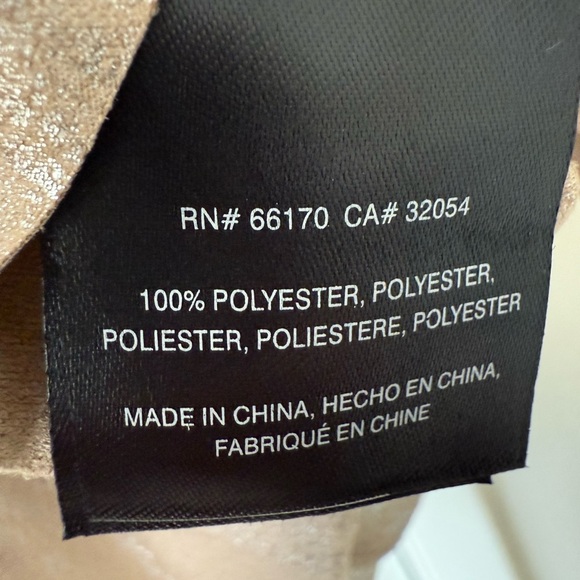 RN# 66170 CA# 32054
100% POLYESTER, POLYESTER,
POLIESTER, POLIESTERE, POLYESTER
MADE IN CHINA, HECHO EN CHINA,
FABRIQUÉ EN CHINE